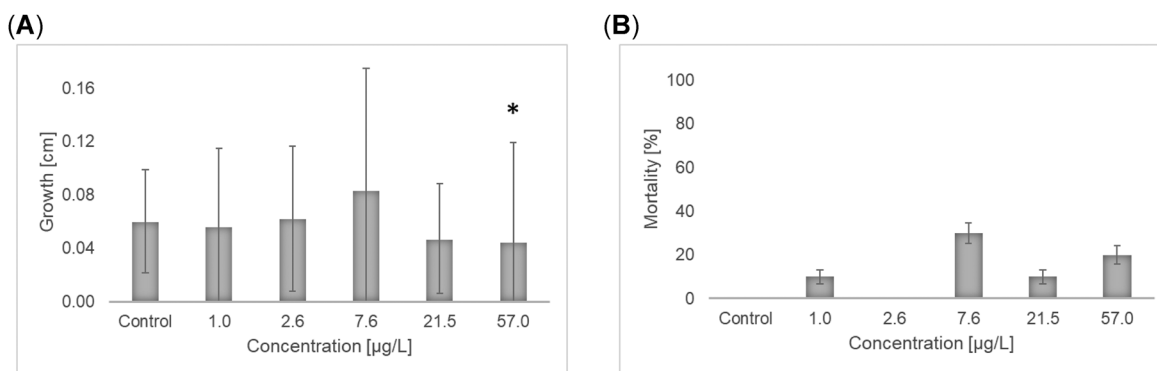 (A)
Growth [cm]
0.16
0.12
0.08
0.04
0.00
*
Control 1.0 2.6 7.6 21.5 57.0
Concentration [µg/L]
(B)
Mortality [%]
100
80
60
40
20
0
Control 1.0 2.6 7.6 21.5 57.0
Concentration [µg/L]